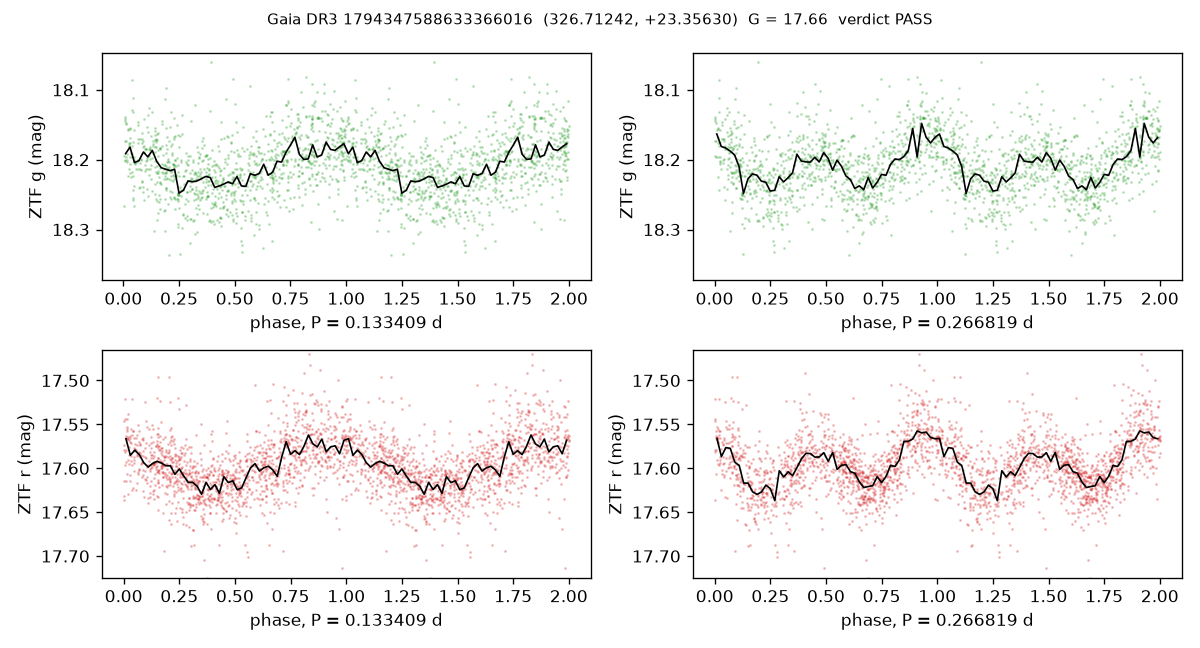 Gaia DR3 1794347588633366016  (326.71242, +23.35630)  G = 17.66  verdict PASS
ZTF g (mag)
18.1
18.2
18.3
0.00 0.25 0.50 0.75 1.00 1.25 1.50 1.75 2.00
phase, P = 0.133409 d
ZTF g (mag)
18.1
18.2
18.3
0.00 0.25 0.50 0.75 1.00 1.25 1.50 1.75 2.00
phase, P = 0.266819 d
ZTF r (mag)
17.50
17.55
17.60
17.65
17.70
0.00 0.25 0.50 0.75 1.00 1.25 1.50 1.75 2.00
phase, P = 0.133409 d
ZTF r (mag)
17.50
17.55
17.60
17.65
17.70
0.00 0.25 0.50 0.75 1.00 1.25 1.50 1.75 2.00
phase, P = 0.266819 d